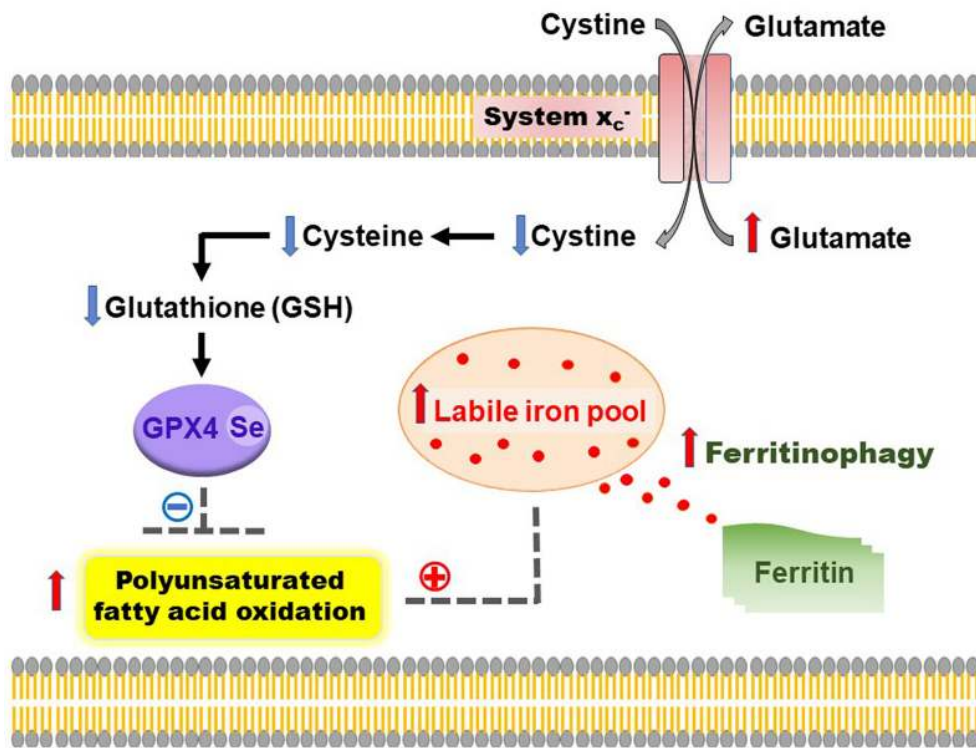 Cystine
Glutamate
System xc-
Cysteine
Cystine
Glutamate
Glutathione (GSH)
GPX4 Se
Labile iron pool
Ferritinophagy
Polyunsaturated
fatty acid oxidation
Ferritin